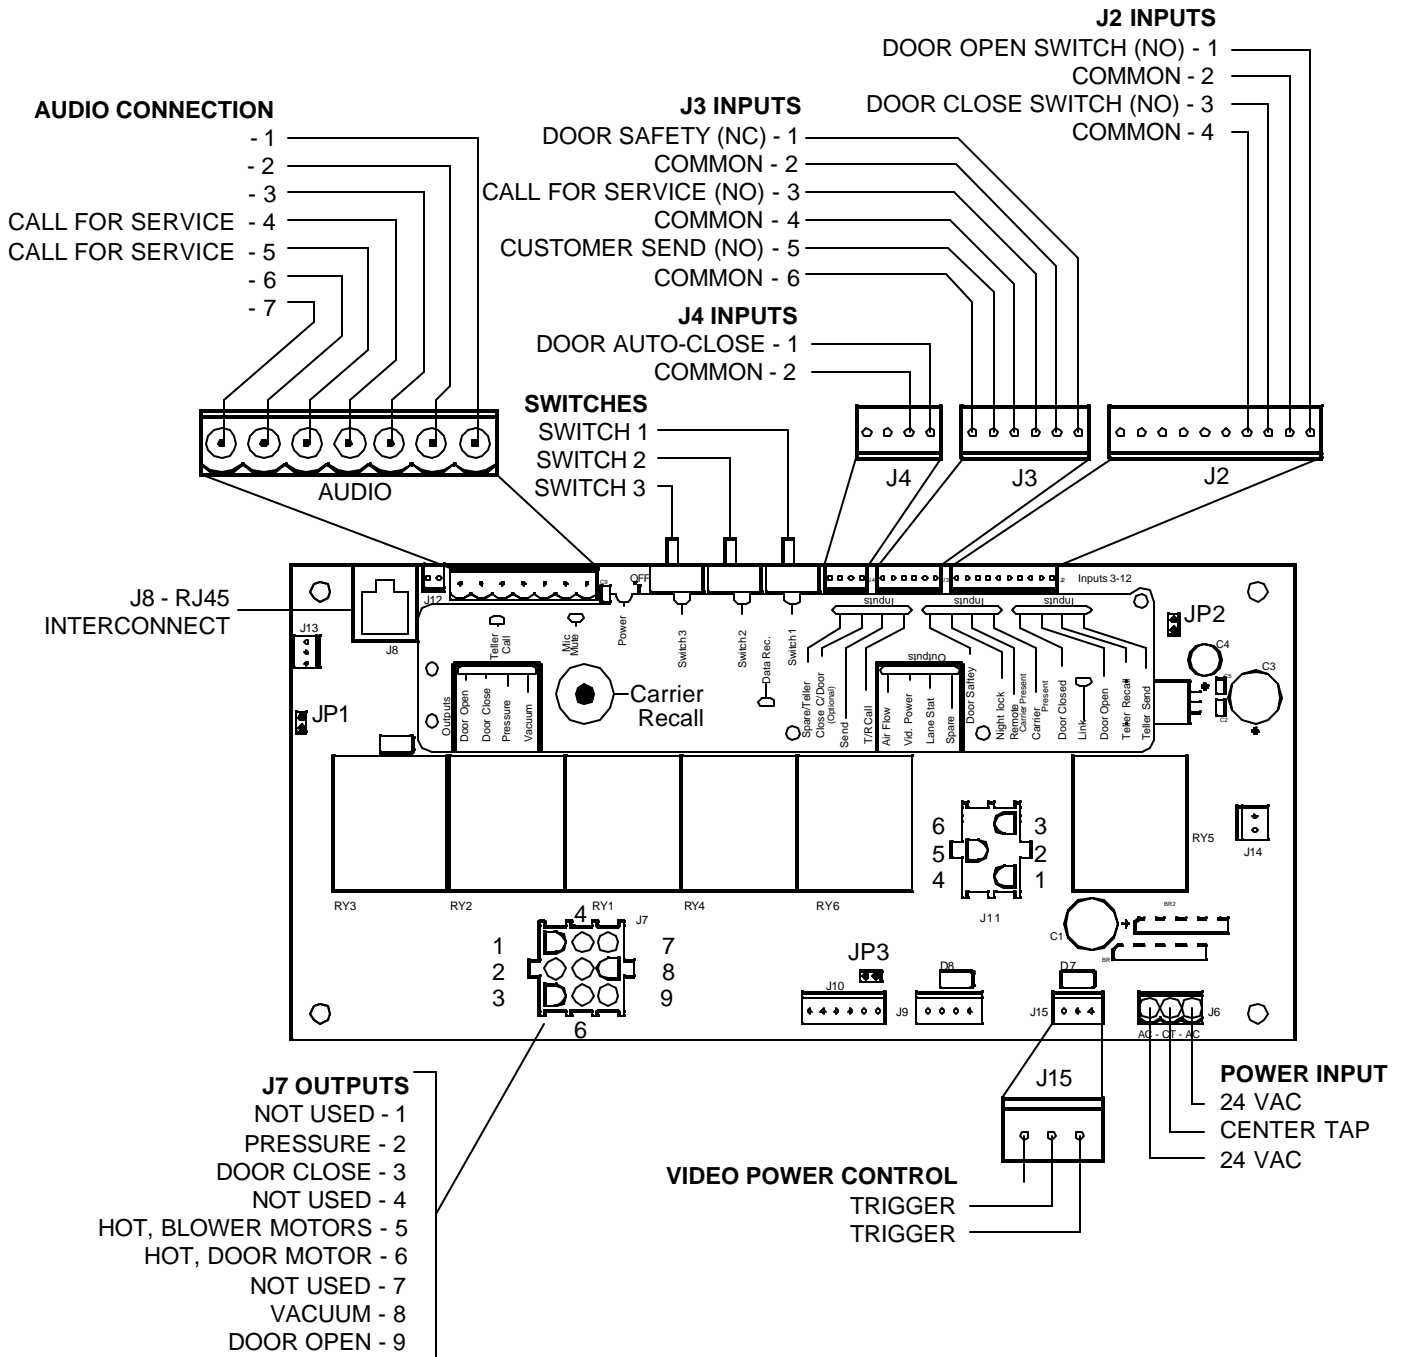 J2 INPUTS
DOOR OPEN SWITCH (NO) - 1
COMMON - 2
DOOR CLOSE SWITCH (NO) - 3
COMMON - 4
AUDIO CONNECTION
- 1
- 2
- 3
CALL FOR SERVICE - 4
CALL FOR SERVICE - 5
- 6
- 7
J3 INPUTS
DOOR SAFETY (NC) - 1
COMMON - 2
CALL FOR SERVICE (NO) - 3
COMMON - 4
CUSTOMER SEND (NO) - 5
COMMON - 6
J4 INPUTS
DOOR AUTO-CLOSE - 1
COMMON - 2
SWITCHES
SWITCH 1
SWITCH 2
SWITCH 3
AUDIO
J4
J3
J2
J8 - RJ45
INTERCONNECT
J13
J8
J12
OFF
J4
J3
J2
Inputs 3-12
JP1
JP2
C4
C3
Teller
Call
Mic
Mute
Power
Switch3
Switch2
Data Rec.
Switch1
Inputs
Inputs
Inputs
Outputs
Door Open
Door Close
Pressure
Vacuum
Carrier
Recall
Spare/Teller
Close C/Door
(Optional)
Send
T/R Call
Outputs
Air Flow
Vid. Power
Lane Stat
Spare
Door Saftey
Night lock
Remote
Carrier Present
Carrier
Present
Door Closed
Link
Door Open
Teller Recall
Teller Send
RY3
RY2
RY1
RY4
RY6
RY5
J14
6
5
4
3
2
1
J11
C1
+
BR2
J7
4
1
2
3
7
8
9
6
JP3
J10
D8
J9
D7
J15
J6
AC - CT - AC
J15
J7 OUTPUTS
NOT USED - 1
PRESSURE - 2
DOOR CLOSE - 3
NOT USED - 4
HOT, BLOWER MOTORS - 5
HOT, DOOR MOTOR - 6
NOT USED - 7
VACUUM - 8
DOOR OPEN - 9
VIDEO POWER CONTROL
TRIGGER
TRIGGER
POWER INPUT
24 VAC
CENTER TAP
24 VAC